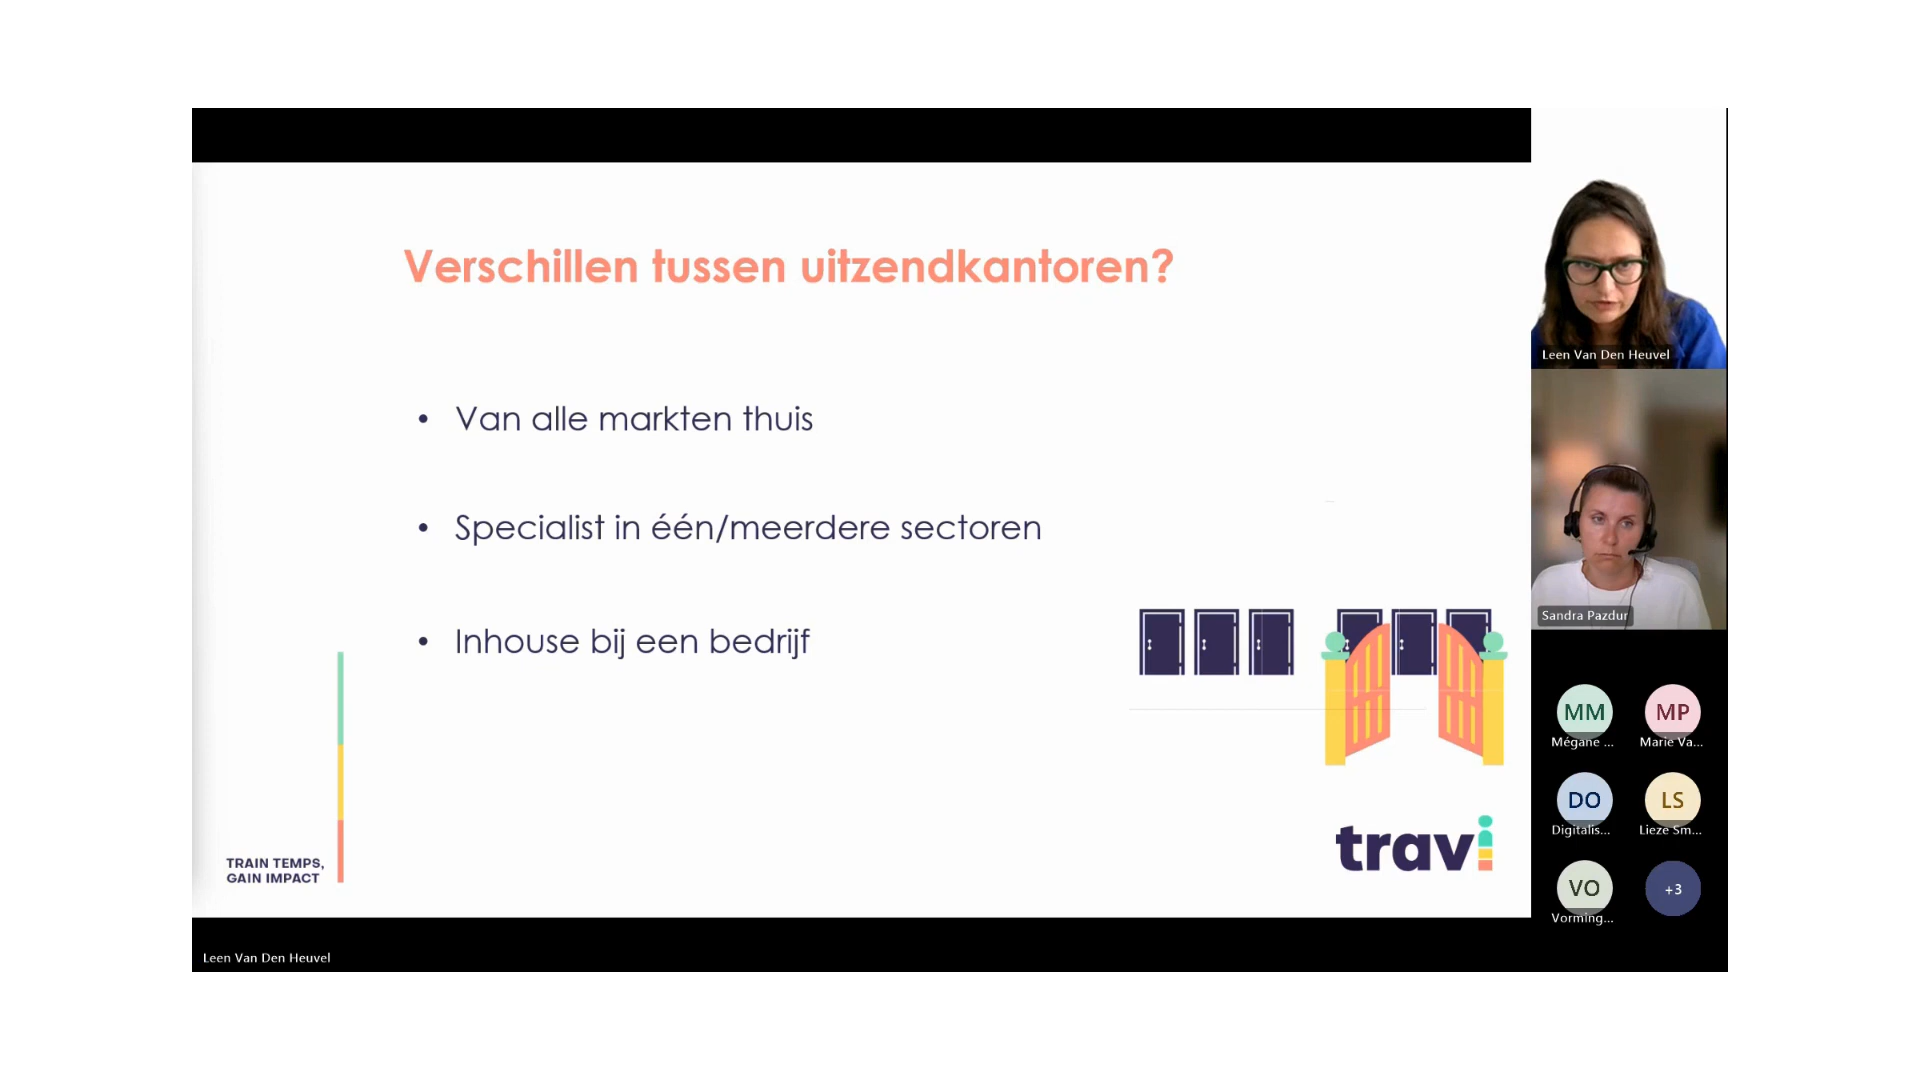 Verschillen tussen uitzendkantoren?
• Van alle markten thuis
• Specialist in één/meerdere sectoren
• Inhouse bij een bedrijf
TRAIN TEMPS,
GAIN IMPACT
travi
Leen Van Den Heuvel
Leen Van Den Heuvel
Sandra Pazdur
MM
Mégane ...
MP
Marie Va...
DO
Digitalis...
LS
Lieze Sm...
VO
Vorming...
+3